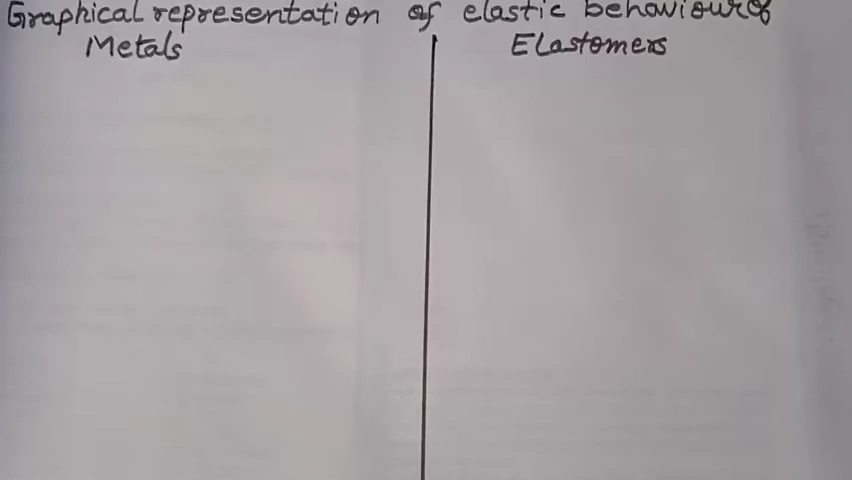 Graphical representation of elastic behaviour of
Metals
Elastomers